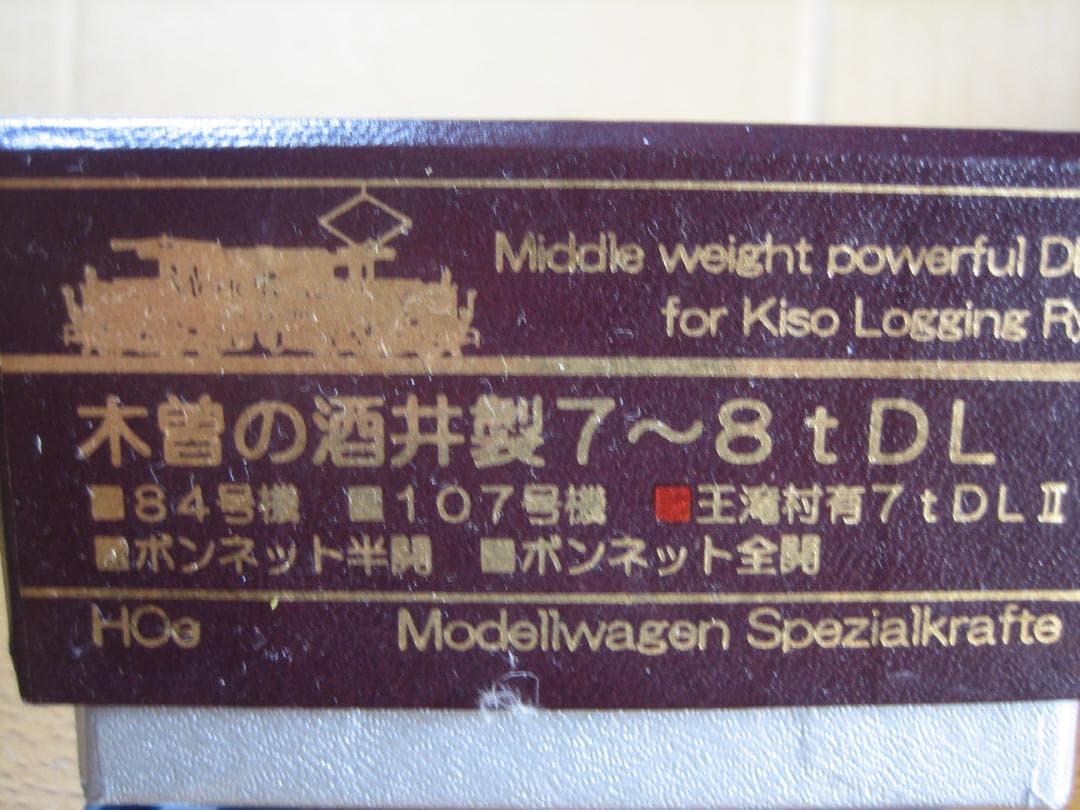 Middle weight powerful DL
for Kiso Logging Ry
木曽の酒井製7〜8tDL
■84号機 ■107号機 ■王滝村有7tDLⅡ
■ボンネット半開 ■ボンネット全開
HOe Modellwagen Spezialkrafte